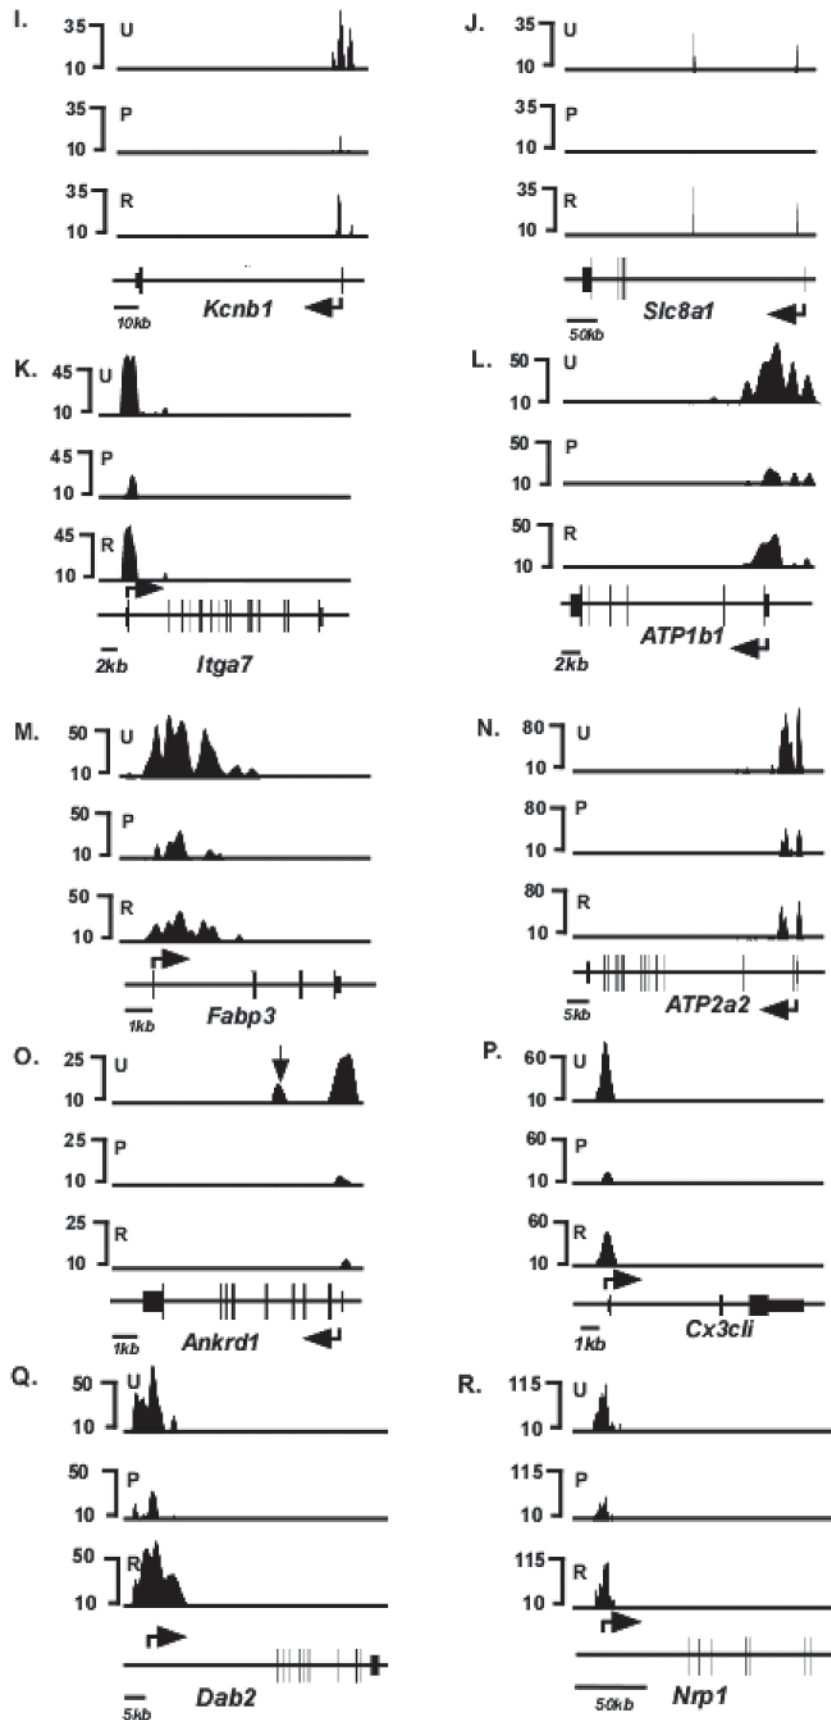 I.
35
U
10
35
P
10
35
R
10
10kb
Kcnb1
J.
35
U
10
35
P
10
35
R
10
50kb
Slc8a1
K.
45
U
10
45
P
10
45
R
10
2kb
Itga7
L.
50
U
10
50
P
10
50
R
10
2kb
ATP1b1
M.
50
U
10
50
P
10
50
R
10
1kb
Fabp3
N.
80
U
10
80
P
10
80
R
10
5kb
ATP2a2
O.
25
U
10
25
P
10
25
R
10
1kb
Ankrd1
P.
60
U
10
60
P
10
60
R
10
1kb
Cx3cli
Q.
50
U
10
50
P
10
50
R
10
5kb
Dab2
R.
115
U
10
115
P
10
115
R
10
50kb
Nrp1